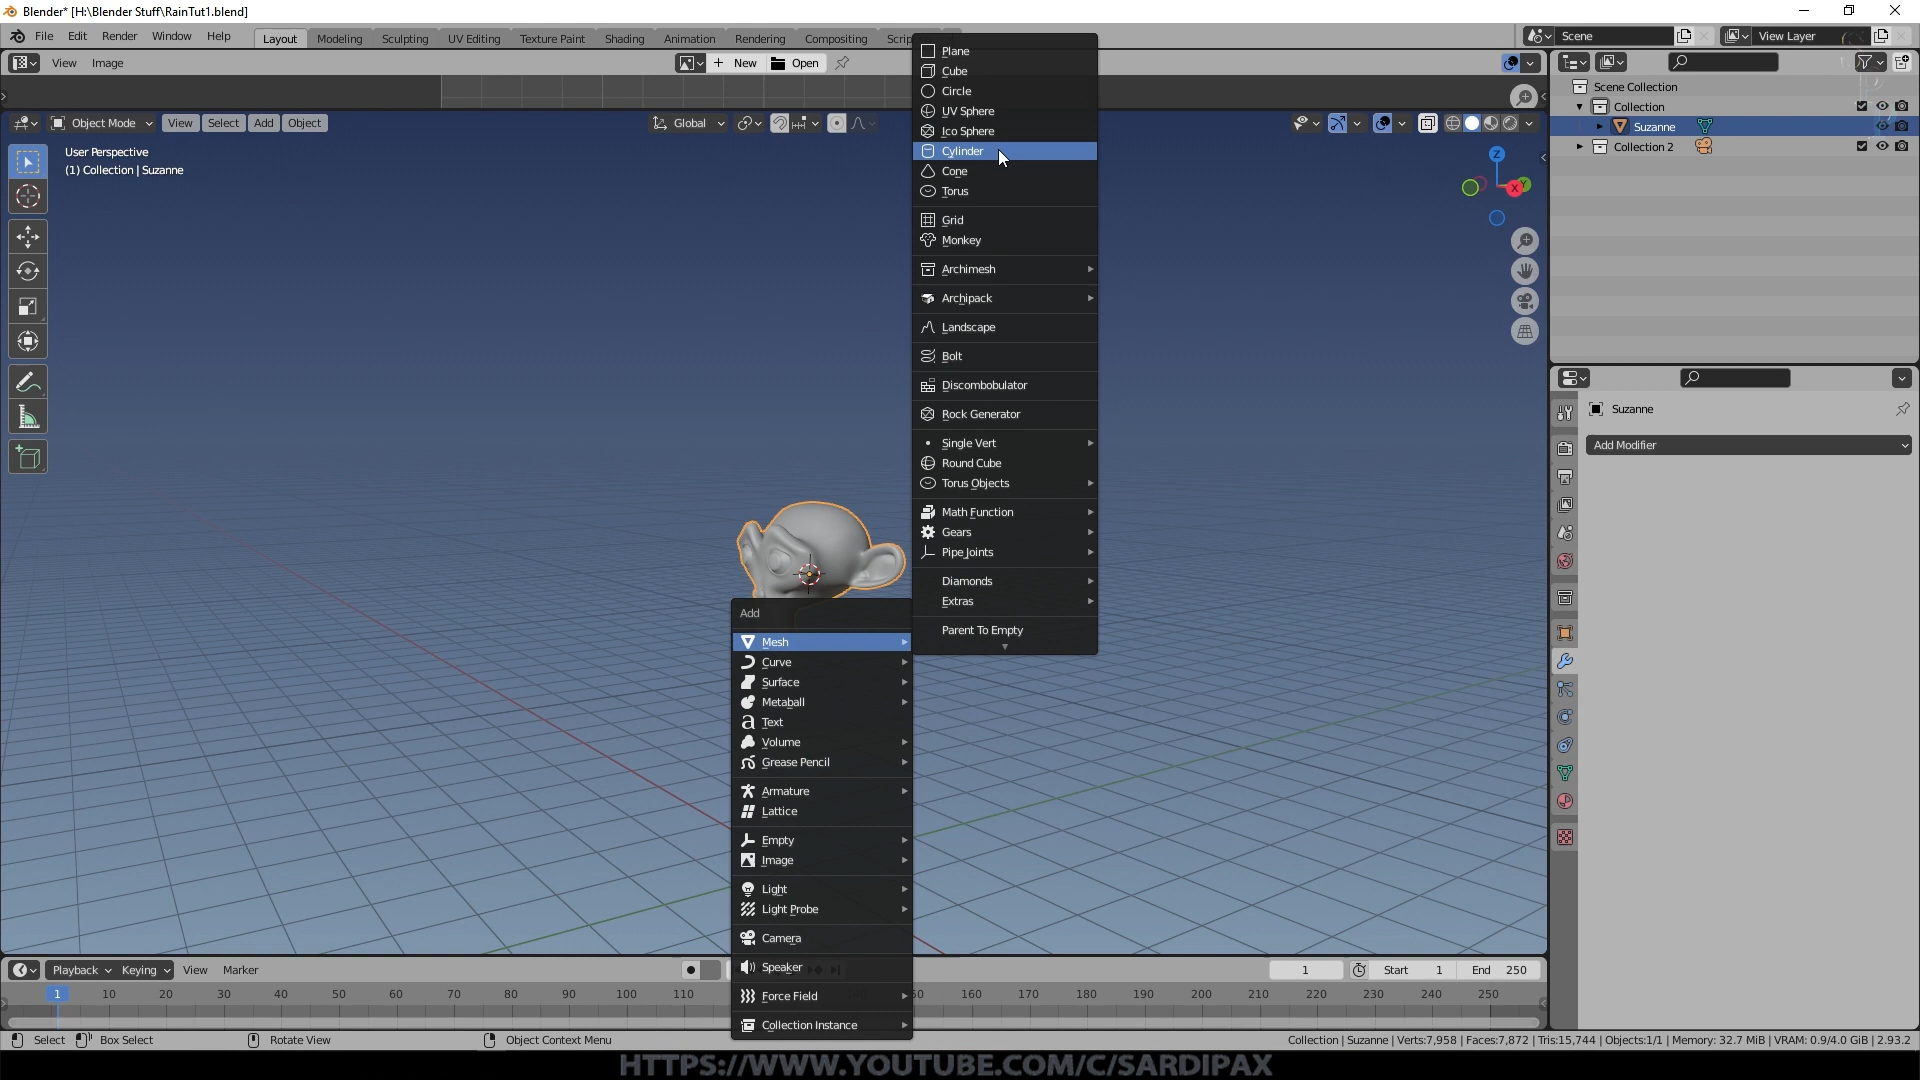 Blender* [H:\Blender Stuff\RainTut1.blend]
File Edit Render Window Help Layout Modeling Sculpting UV Editing Texture Paint Shading Animation Rendering Compositing Scene View Layer
View Image New Open
Object Mode View Select Add Object Global
User Perspective
(1) Collection | Suzanne
Plane
Cube
Circle
UV Sphere
Ico Sphere
Cylinder
Cone
Torus
Grid
Monkey
Archimesh
Archipack
Landscape
Bolt
Discombobulator
Rock Generator
Single Vert
Round Cube
Torus Objects
Math Function
Gears
Pipe Joints
Diamonds
Extras
Parent To Empty
Add
Mesh
Curve
Surface
Metaball
Text
Volume
Grease Pencil
Armature
Lattice
Empty
Image
Light
Light Probe
Camera
Speaker
Force Field
Collection Instance
Z
X
Y
Scene Collection
Collection
Suzanne
Collection 2
Suzanne
Add Modifier
Playback Keying View Marker 1 Start 1 End 250
1 10 20 30 40 50 60 70 80 90 100 110 160 170 180 190 200 210 220 230 240 250
Select Box Select Rotate View Object Context Menu Collection | Suzanne | Verts:7,958 | Faces:7,872 | Tris:15,744 | Objects:1/1 | Memory: 32.7 MiB | VRAM: 0.9/4.0 GiB | 2.93.2
HTTPS://WWW.YOUTUBE.COM/C/SARDIPAX